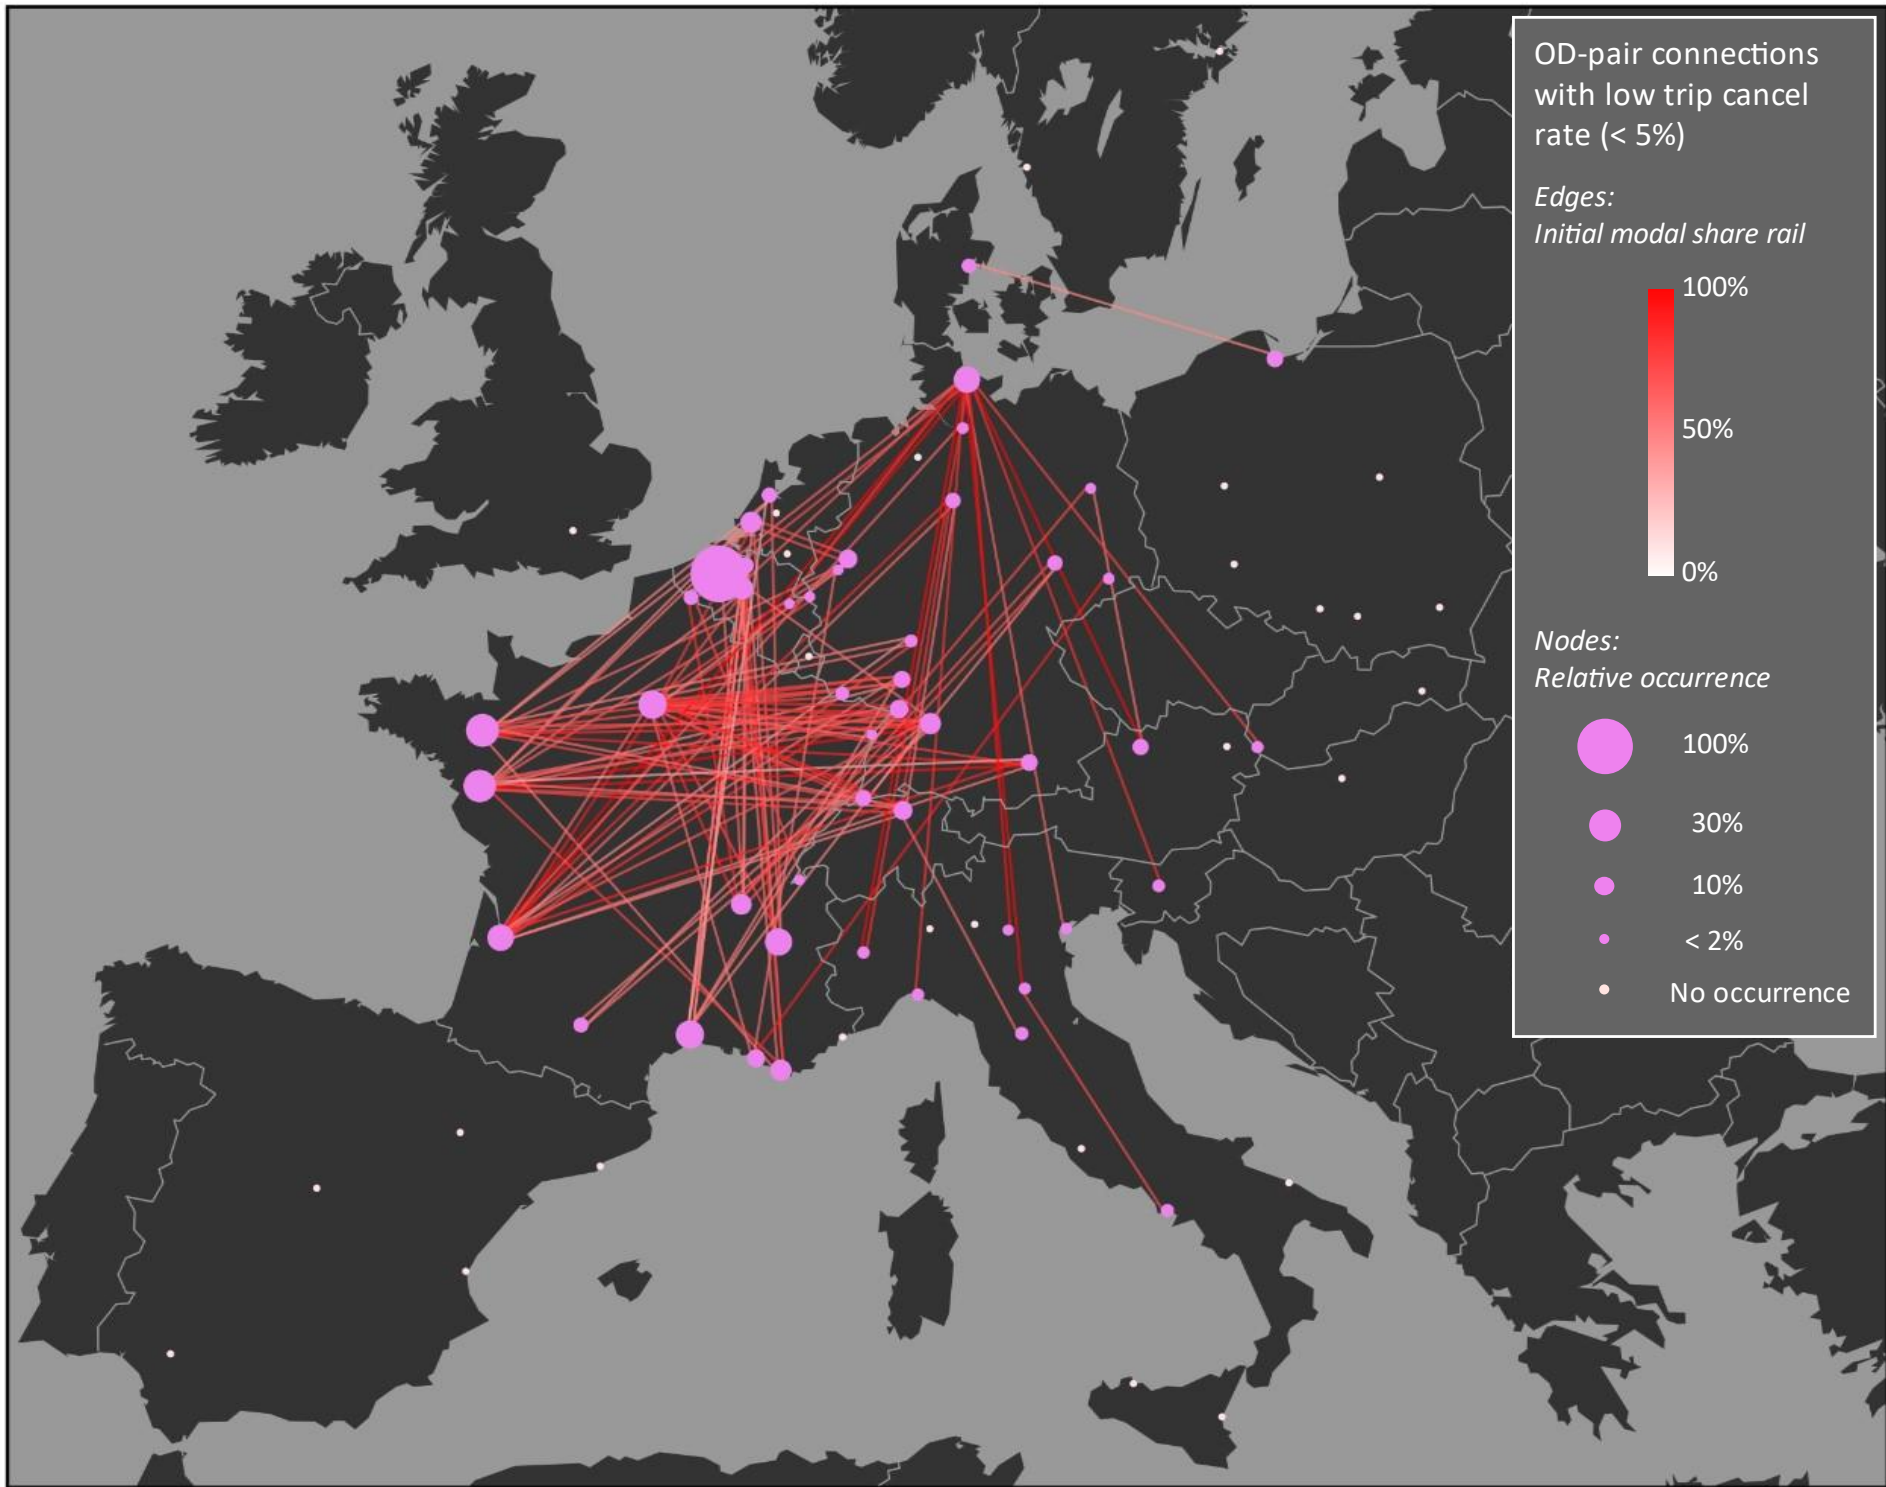 OD-pair connections
with low trip cancel
rate (< 5%)
Edges:
Initial modal share rail
100%
50%
0%
Nodes:
Relative occurrence
100%
30%
10%
< 2%
No occurrence